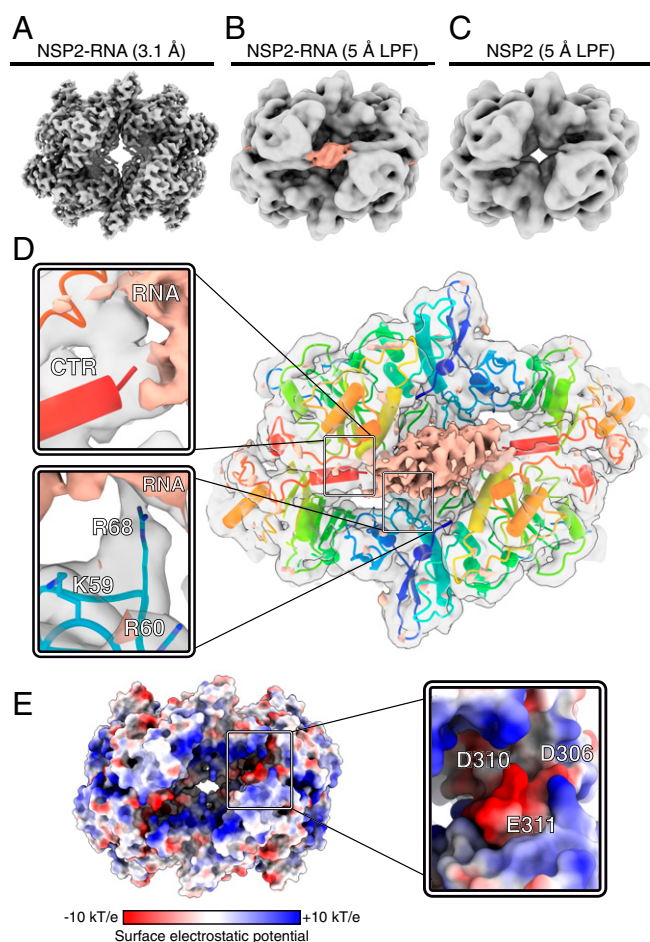 A B C
NSP2-RNA (3.1 Å) NSP2-RNA (5 Å LPF) NSP2 (5 Å LPF)
D
RNA
CTR
RNA
R68
K59
R60
E
D310 D306
E311
-10 kT/e +10 kT/e
Surface electrostatic potential